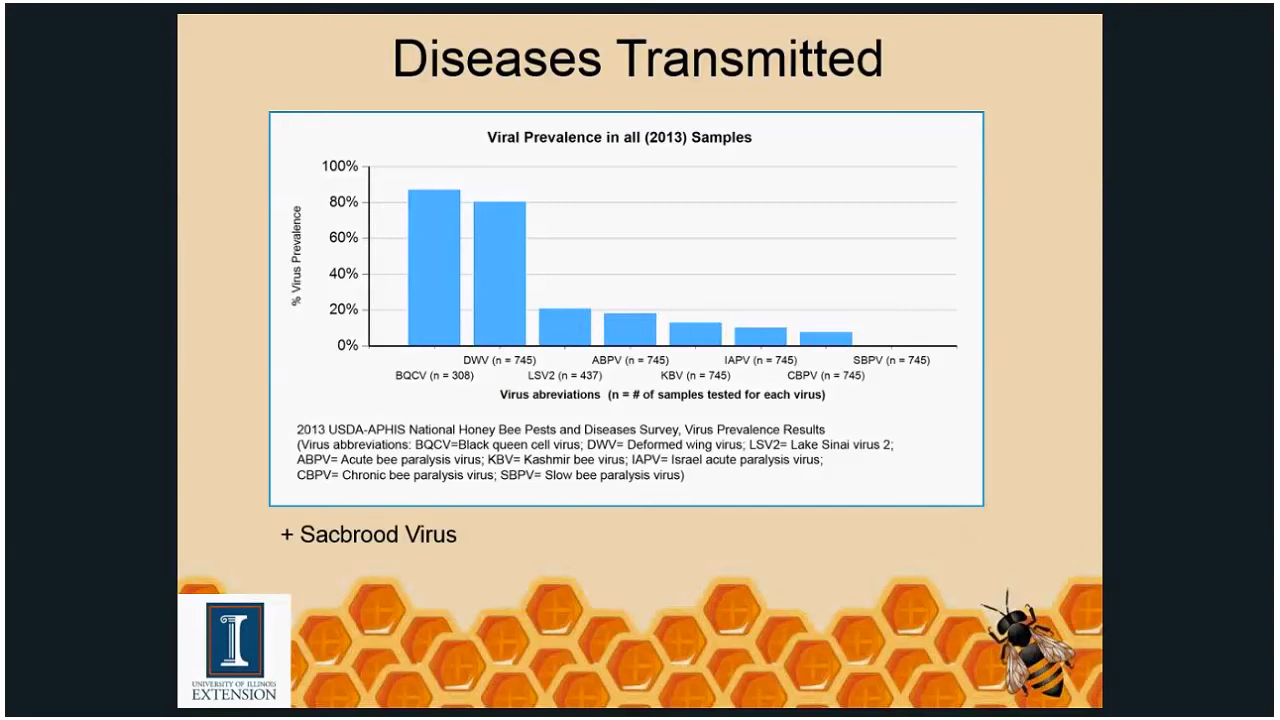 Diseases Transmitted
Viral Prevalence in all (2013) Samples
100%
80%
60%
40%
20%
0%
% Virus Prevalence
DWV (n = 745) ABPV (n = 745) IAPV (n = 745) SBPV (n = 745)
BQCV (n = 308) LSV2 (n = 437) KBV (n = 745) CBPV (n = 745)
Virus abreviations (n = # of samples tested for each virus)
2013 USDA-APHIS National Honey Bee Pests and Diseases Survey, Virus Prevalence Results
(Virus abbreviations: BQCV=Black queen cell virus; DWV= Deformed wing virus; LSV2= Lake Sinai virus 2;
ABPV= Acute bee paralysis virus; KBV= Kashmir bee virus; IAPV= Israel acute paralysis virus;
CBPV= Chronic bee paralysis virus; SBPV= Slow bee paralysis virus)
+ Sacbrood Virus
I
UNIVERSITY OF ILLINOIS
EXTENSION